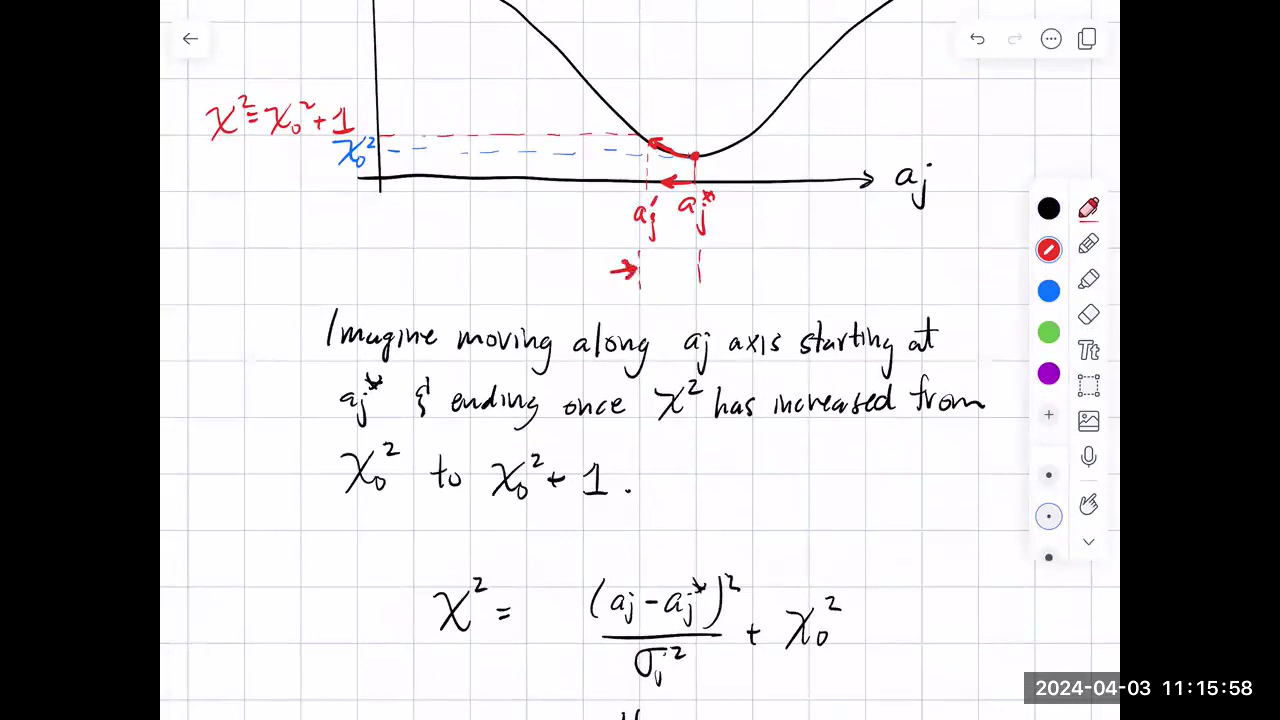 χ² = χ₀² + 1
χ₀²
aj
aj' aj*
Imagine moving along aj axis starting at
aj* & ending once χ² has increased from
χ₀² to χ₀² + 1.
χ² = (aj - aj*)² / σj² + χ₀²
Tt
2024-04-03 11:15:58